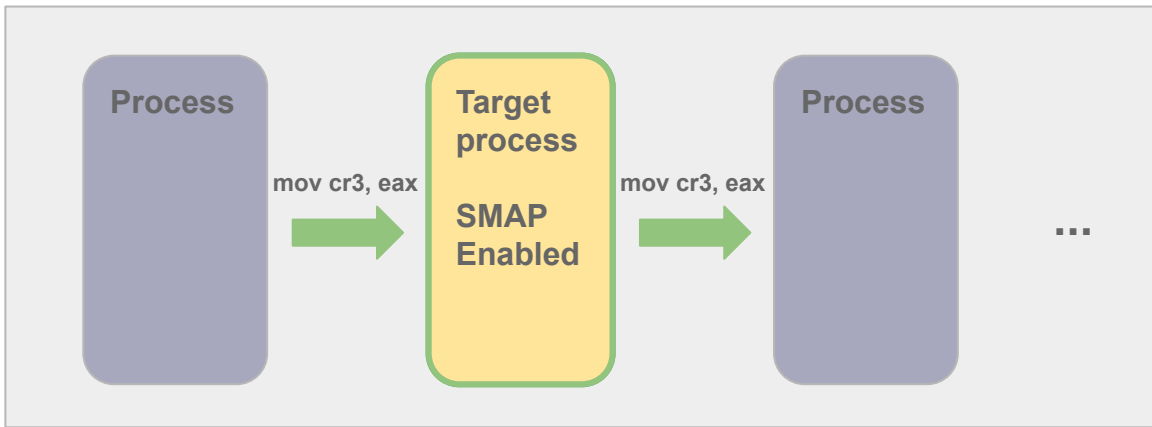 Process
mov cr3, eax
Target
process
SMAP
Enabled
mov cr3, eax
Process
...